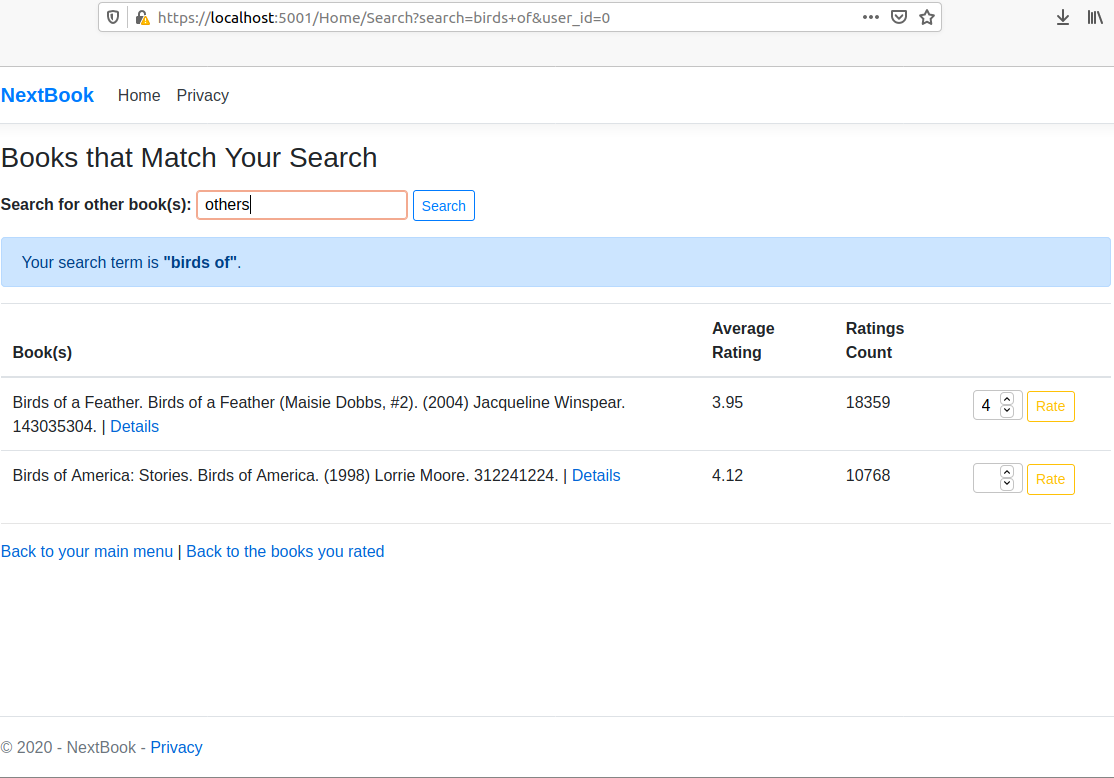 https://localhost:5001/Home/Search?search=birds+of&user_id=0
NextBook Home Privacy
Books that Match Your Search
Search for other book(s): others Search
Your search term is "birds of".
Book(s) Average Rating Ratings Count
Birds of a Feather. Birds of a Feather (Maisie Dobbs, #2). (2004) Jacqueline Winspear. 3.95 18359 4 Rate
143035304. | Details
Birds of America: Stories. Birds of America. (1998) Lorrie Moore. 312241224. | Details 4.12 10768 Rate
Back to your main menu | Back to the books you rated
© 2020 - NextBook - Privacy